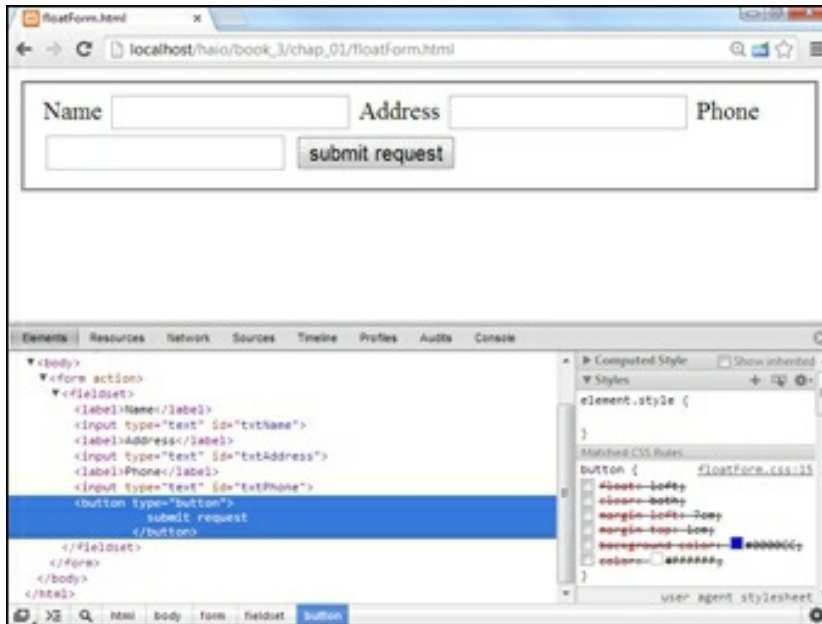 floatForm.html
localhost/haio/book_3/chap_01/floatForm.html
Name Address Phone
submit request
Elements Resources Network Sources Timeline Profiles Audits Console
<body>
<form action>
<fieldset>
<label>Name</label>
<input type="text" id="txtName">
<label>Address</label>
<input type="text" id="txtAddress">
<label>Phone</label>
<input type="text" id="txtPhone">
<button type="button">
submit request
</button>
</fieldset>
</form>
</body>
</html>
Computed Style Show inherited
Styles
element.style {
}
Matched CSS Rules
button { floatForm.css:15
float: left;
clear: both;
margin-left: 7em;
margin-top: 1em;
background-color: #0000CC;
color: #FFFFFF;
}
user agent stylesheet
html body form fieldset button